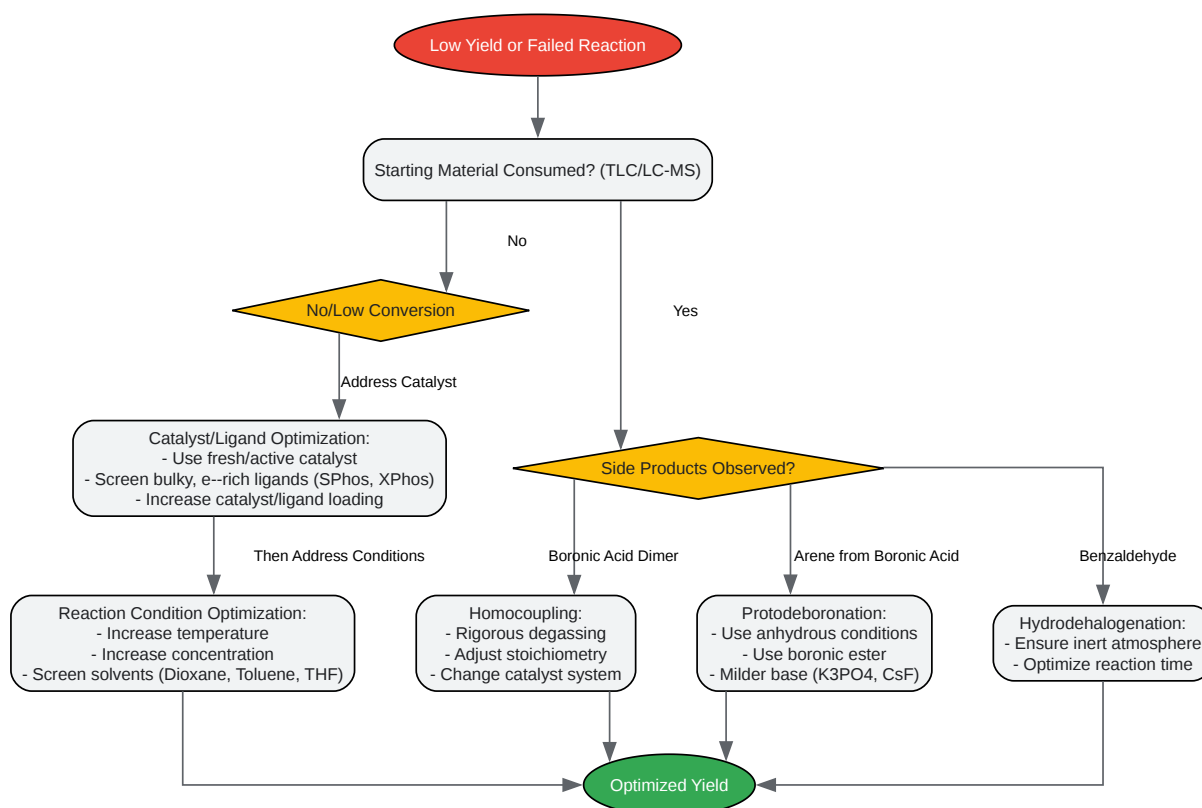 Low Yield or Failed Reaction
Starting Material Consumed? (TLC/LC-MS)
No
Yes
No/Low Conversion
Address Catalyst
Catalyst/Ligand Optimization:
- Use fresh/active catalyst
- Screen bulky, e--rich ligands (SPhos, XPhos)
- Increase catalyst/ligand loading
Side Products Observed?
Then Address Conditions
Boronic Acid Dimer
Arene from Boronic Acid
Benzaldehyde
Reaction Condition Optimization:
- Increase temperature
- Increase concentration
- Screen solvents (Dioxane, Toluene, THF)
Homocoupling:
- Rigorous degassing
- Adjust stoichiometry
- Change catalyst system
Protodeboronation:
- Use anhydrous conditions
- Use boronic ester
- Milder base (K3PO4, CsF)
Hydrodehalogenation:
- Ensure inert atmosphere
- Optimize reaction time
Optimized Yield